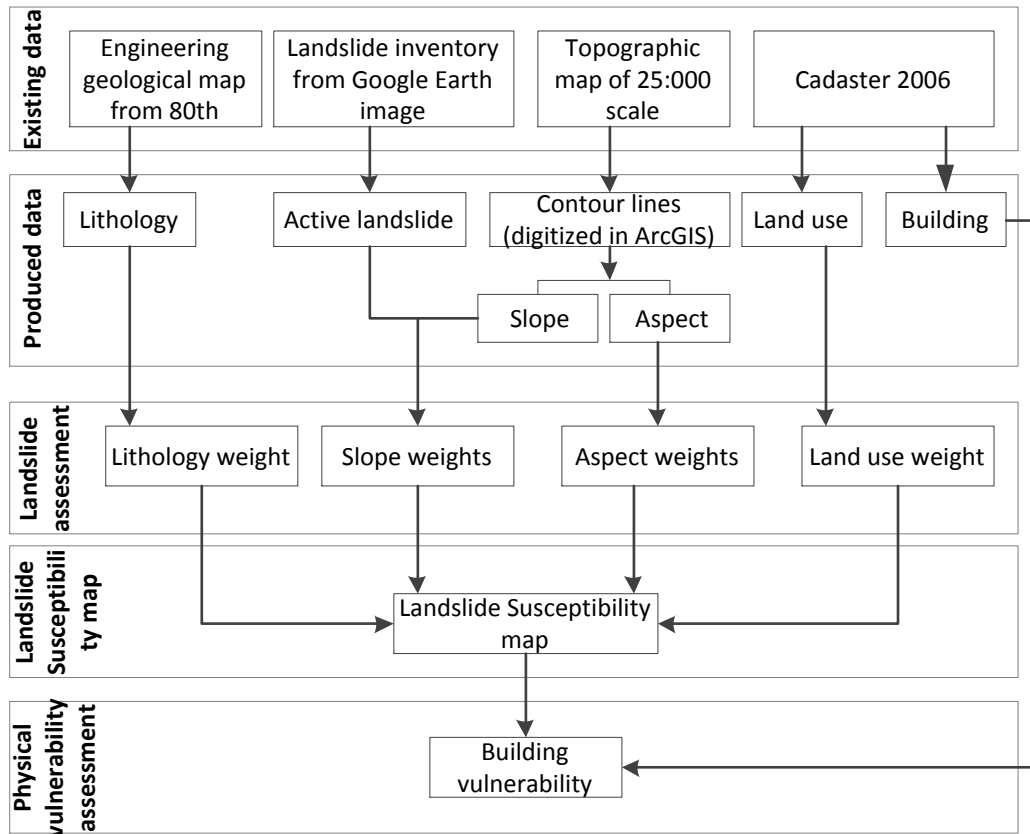 Existing data
Engineering
geological map
from 80th
Landslide inventory
from Google Earth
image
Topographic
map of 25:000
scale
Cadaster 2006
Produced data
Lithology
Active landslide
Contour lines
(digitized in ArcGIS)
Land use
Building
Slope
Aspect
Landslide
assessment
Lithology weight
Slope weights
Aspect weights
Land use weight
Landslide
Susceptibili
ty map
Landslide Susceptibility
map
Physical
vulnerability
assessment
Building
vulnerability